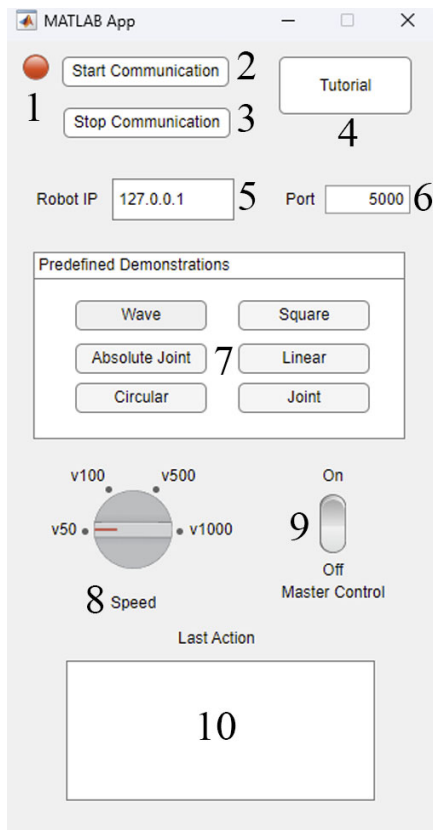 MATLAB App
Start Communication 2
1
Stop Communication 3
Tutorial
4
Robot IP 127.0.0.1 5 Port 5000 6
Predefined Demonstrations
Wave Square
Absolute Joint 7 Linear
Circular Joint
v100 v500
v50 v1000
8 Speed
On
9
Off
Master Control
Last Action
10